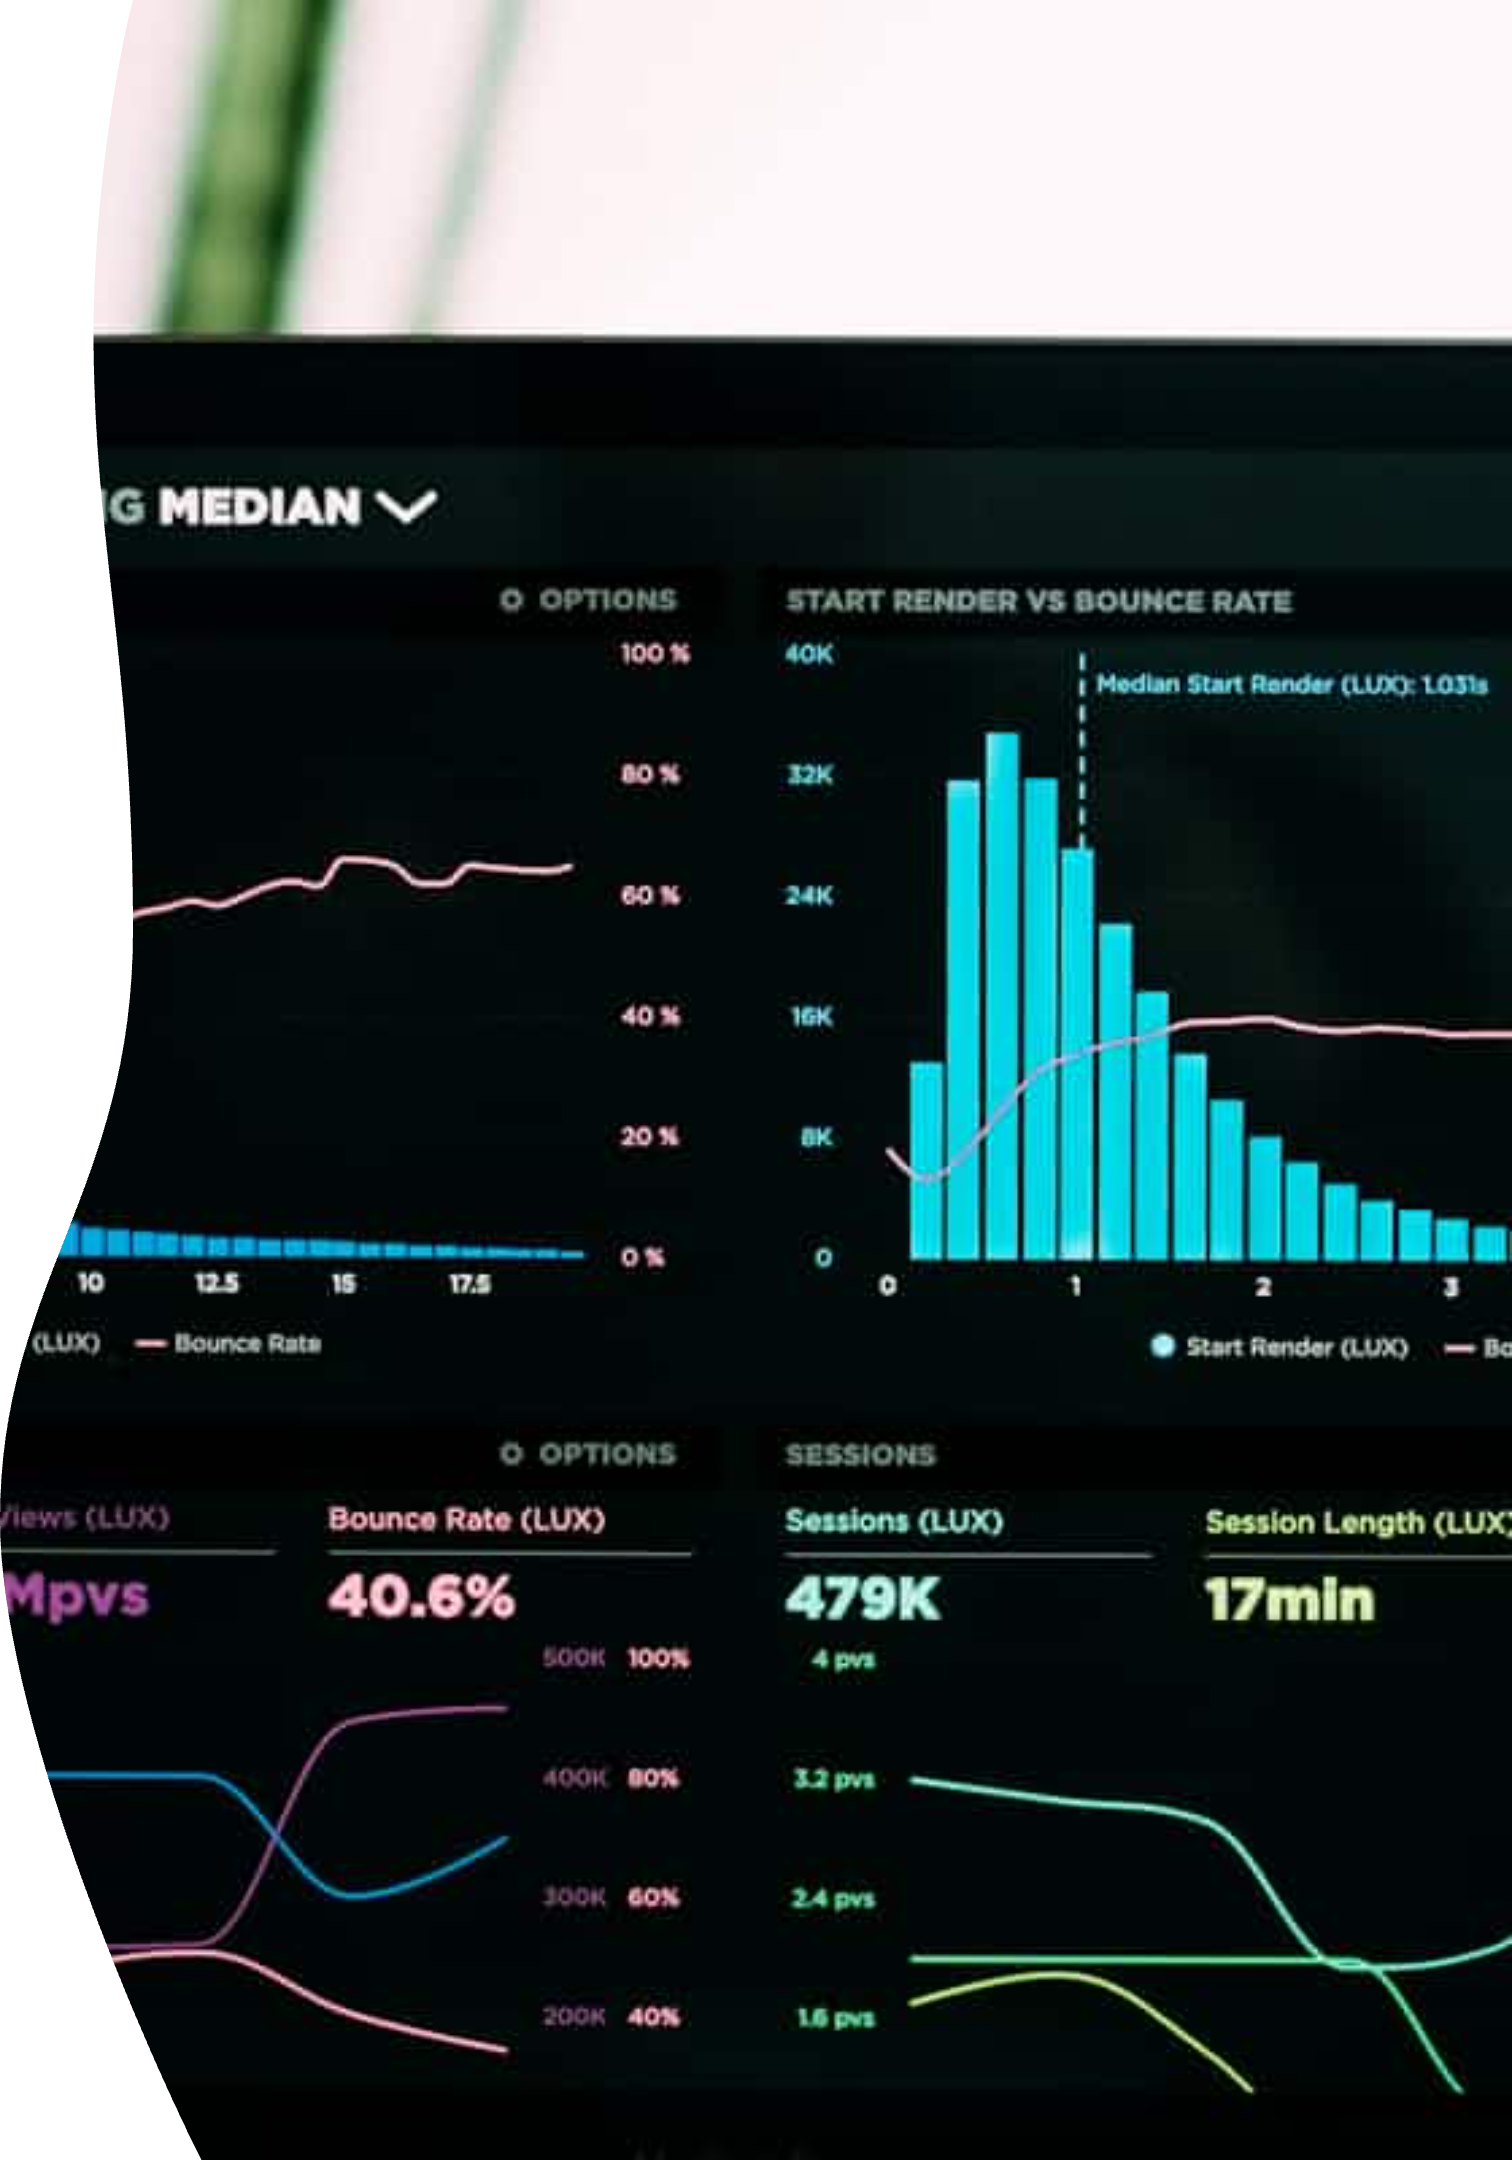 MEDIAN
OPTIONS
100 %
80 %
60 %
40 %
20 %
0 %
10 12.5 15 17.5
(LUX) Bounce Rate
START RENDER VS BOUNCE RATE
40K
Median Start Render (LUX): 1.031s
32K
24K
16K
8K
0
0 1 2 3
Start Render (LUX)
OPTIONS
Views (LUX) Bounce Rate (LUX)
Mpvs 40.6%
500K 100%
400K 80%
300K 60%
200K 40%
SESSIONS
Sessions (LUX) Session Length (LUX)
479K 17min
4 pvs
3.2 pvs
2.4 pvs
1.6 pvs